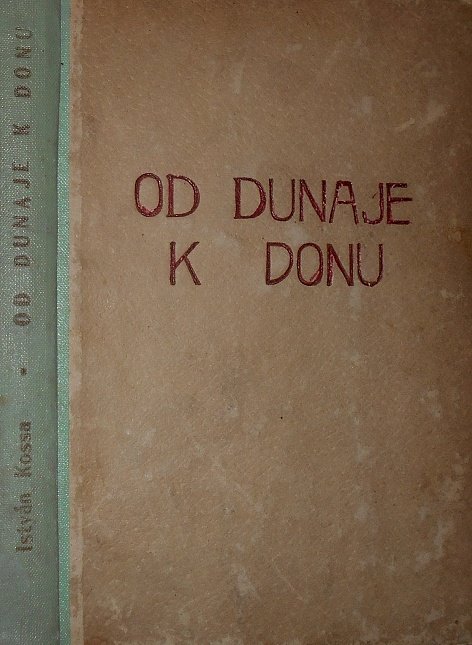 István Kossa - OD DUNAJE K DONU
OD DUNAJE
K DONU